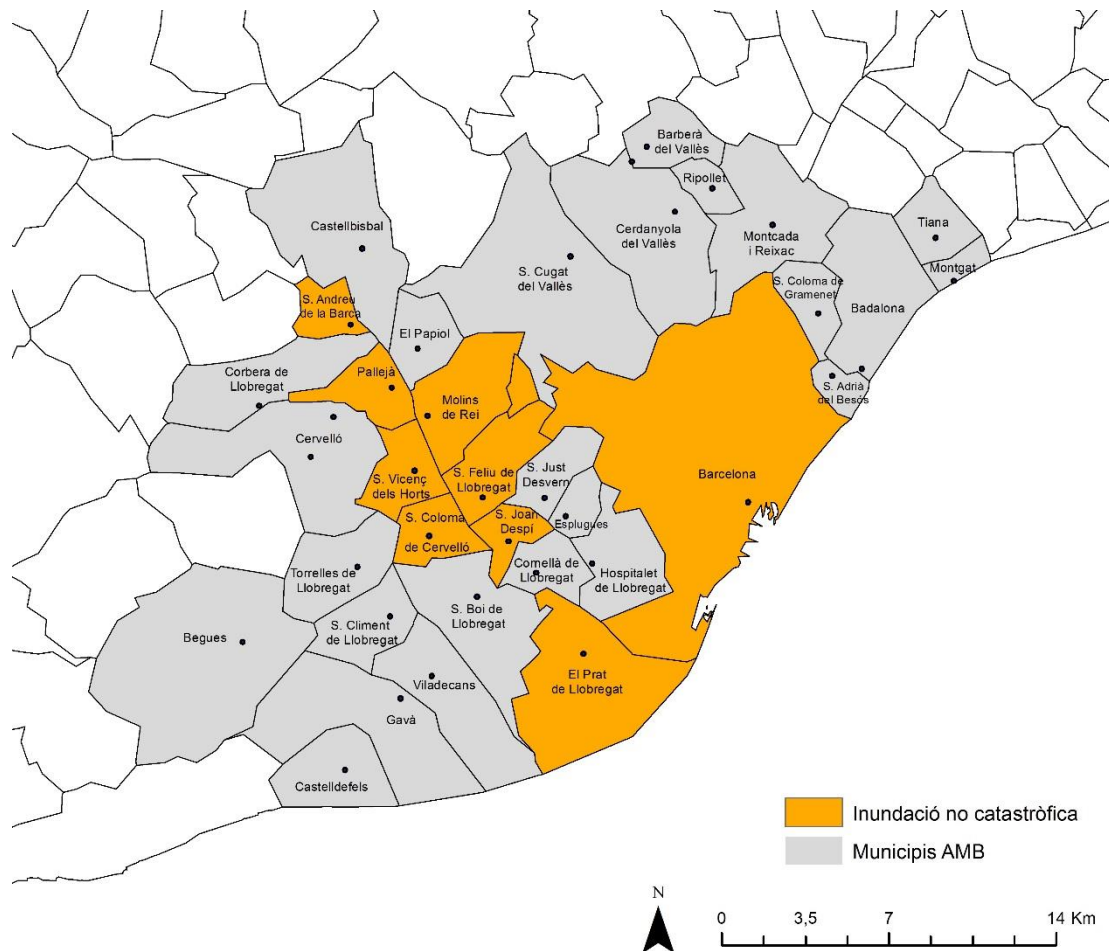 Barberà
del Vallès
Ripollet
Tiana
Castellbisbal
Cerdanyola
del Vallès
Montcada
i Reixac
Montgat
S. Cugat
del Vallès
S. Coloma de
Gramenet
Badalona
S. Andreu
de la Barca
El Papiol
Corbera de
Llobregat
Pallejà
S. Adrià
del Besòs
Molins
de Rei
Cervelló
S. Vicenç
dels Horts
S. Feliu de
Llobregat
S. Just
Desvern
Barcelona
S. Coloma
de Cervelló
S. Joan
Despí
Esplugues
Torrelles de
Llobregat
Cornellà de
Llobregat
Hospitalet
de Llobregat
Begues
S. Climent
de Llobregat
S. Boi de
Llobregat
El Prat
de Llobregat
Viladecans
Gavà
Castelldefels
Inundació no catastròfica
Municipis AMB
N
0 3,5 7 14 Km